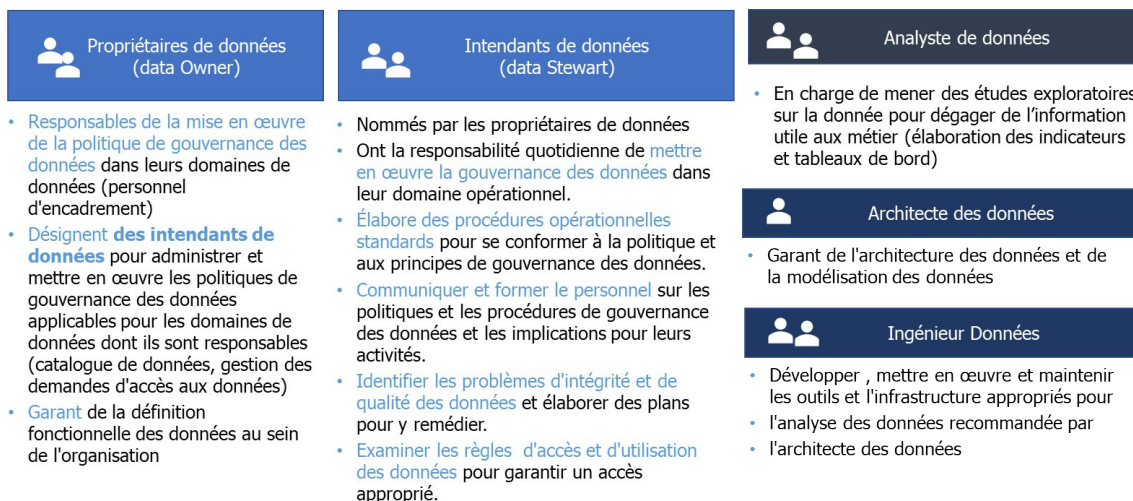 Propriétaires de données
(data Owner)
• Responsables de la mise en œuvre
de la politique de gouvernance des
données dans leurs domaines de
données (personnel
d'encadrement)
• Désignent des intendants de
données pour administrer et
mettre en œuvre les politiques de
gouvernance des données
applicables pour les domaines de
données dont ils sont responsables
(catalogue de données, gestion des
demandes d'accès aux données)
• Garant de la définition
fonctionnelle des données au sein
de l'organisation
Intendants de données
(data Stewart)
• Nommés par les propriétaires de données
• Ont la responsabilité quotidienne de mettre
en œuvre la gouvernance des données dans
leur domaine opérationnel.
• Élabore des procédures opérationnelles
standards pour se conformer à la politique et
aux principes de gouvernance des données.
• Communiquer et former le personnel sur les
politiques et les procédures de gouvernance
des données et les implications pour leurs
activités.
• Identifier les problèmes d'intégrité et de
qualité des données et élaborer des plans
pour y remédier.
• Examiner les règles d'accès et d'utilisation
des données pour garantir un accès
approprié.
Analyste de données
• En charge de mener des études exploratoires
sur la donnée pour dégager de l'information
utile aux métier (élaboration des indicateurs
et tableaux de bord)
Architecte des données
• Garant de l'architecture des données et de
la modélisation des données
Ingénieur Données
• Développer , mettre en œuvre et maintenir
les outils et l'infrastructure appropriés pour
• l'analyse des données recommandée par
• l'architecte des données